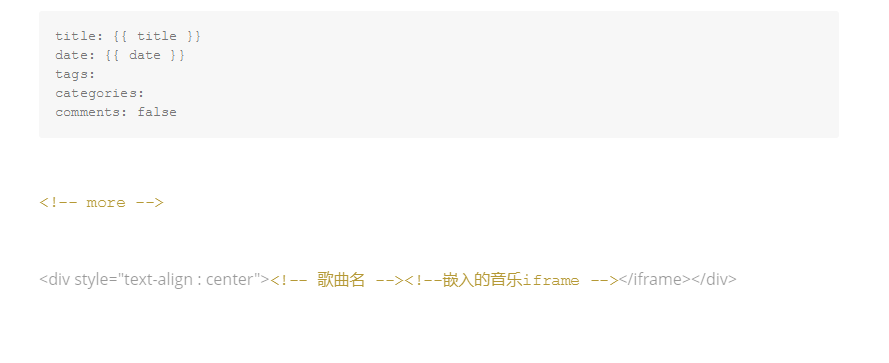 title: {{ title }}
date: {{ date }}
tags:
categories:
comments: false
<!-- more -->
<div style="text-align : center"><!-- 歌曲名 --><!--嵌入的音乐iframe --></iframe></div>